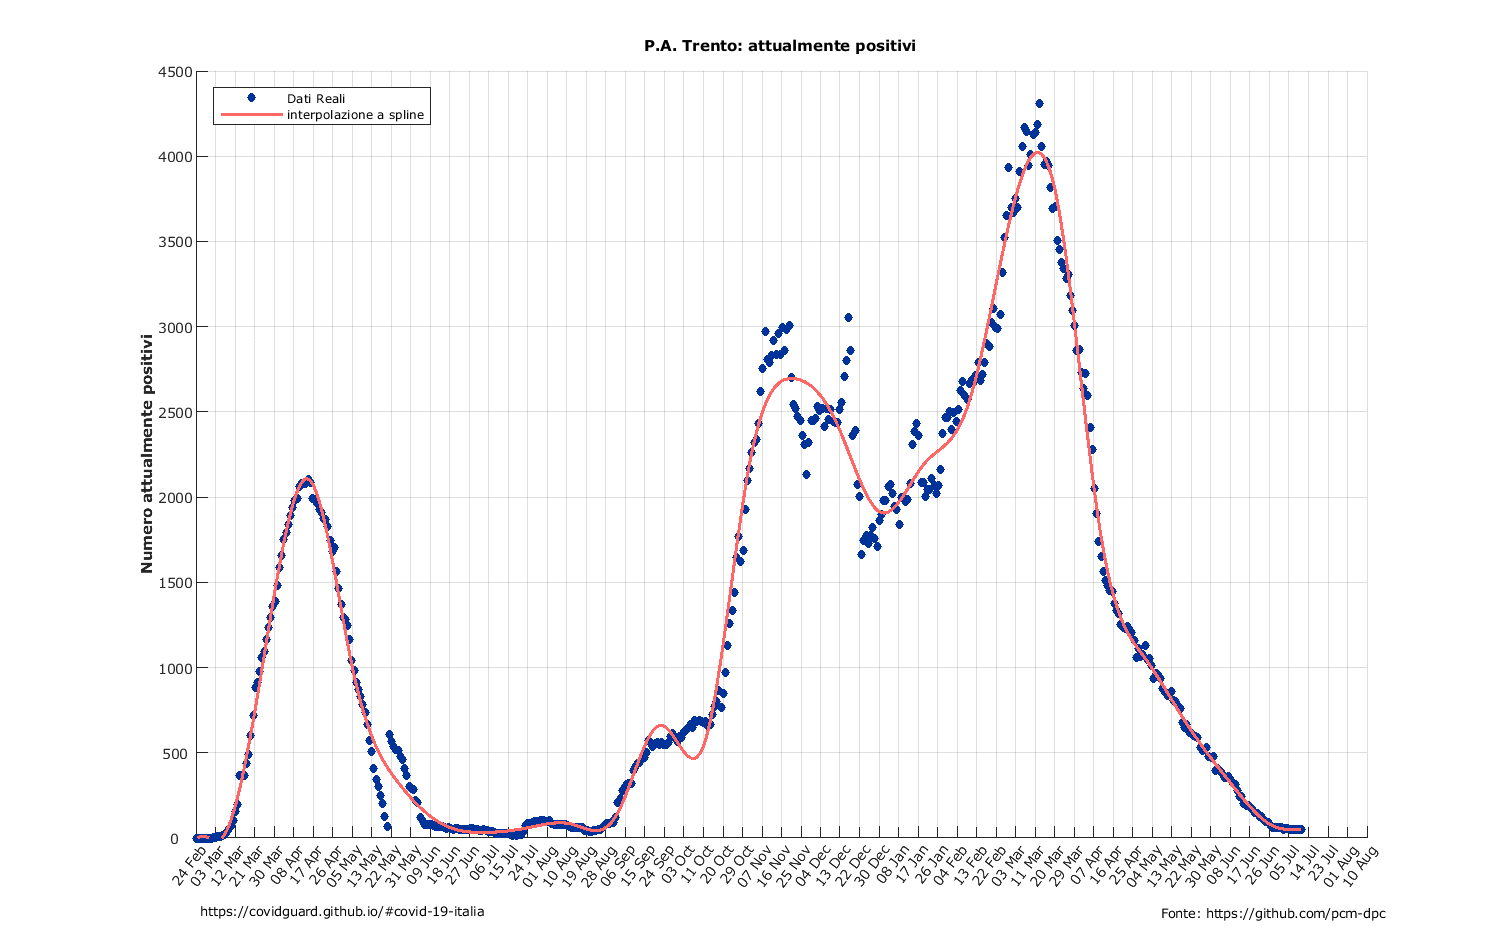 P.A. Trento: attualmente positivi
Dati Reali
interpolazione a spline
Numero attualmente positivi
4500
4000
3500
3000
2500
2000
1500
1000
500
0
24 Feb
03 Mar
12 Mar
21 Mar
30 Mar
08 Apr
17 Apr
26 Apr
05 May
13 May
22 May
31 May
09 Jun
18 Jun
27 Jun
06 Jul
15 Jul
24 Jul
01 Aug
10 Aug
19 Aug
28 Aug
06 Sep
15 Sep
24 Sep
03 Oct
11 Oct
20 Oct
29 Oct
07 Nov
16 Nov
25 Nov
04 Dec
13 Dec
22 Dec
30 Dec
08 Jan
17 Jan
26 Jan
04 Feb
13 Feb
22 Feb
03 Mar
11 Mar
20 Mar
29 Mar
07 Apr
16 Apr
25 Apr
04 May
13 May
22 May
30 May
08 Jun
17 Jun
26 Jun
05 Jul
14 Jul
23 Jul
01 Aug
10 Aug
https://covidguard.github.io/#covid-19-italia
Fonte: https://github.com/pcm-dpc